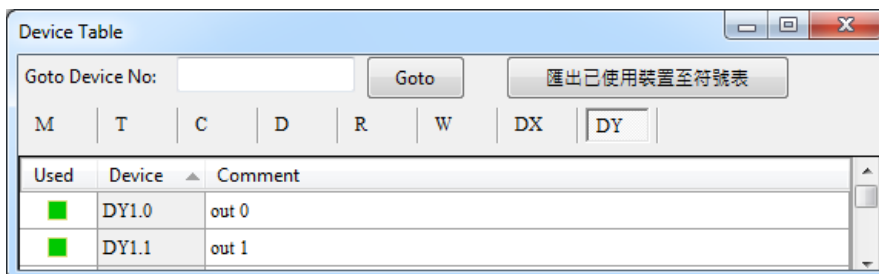 Device Table
Goto Device No: Goto 匯出已使用裝置至符號表
M T C D R W DX DY
Used Device Comment
DY1.0 out 0
DY1.1 out 1